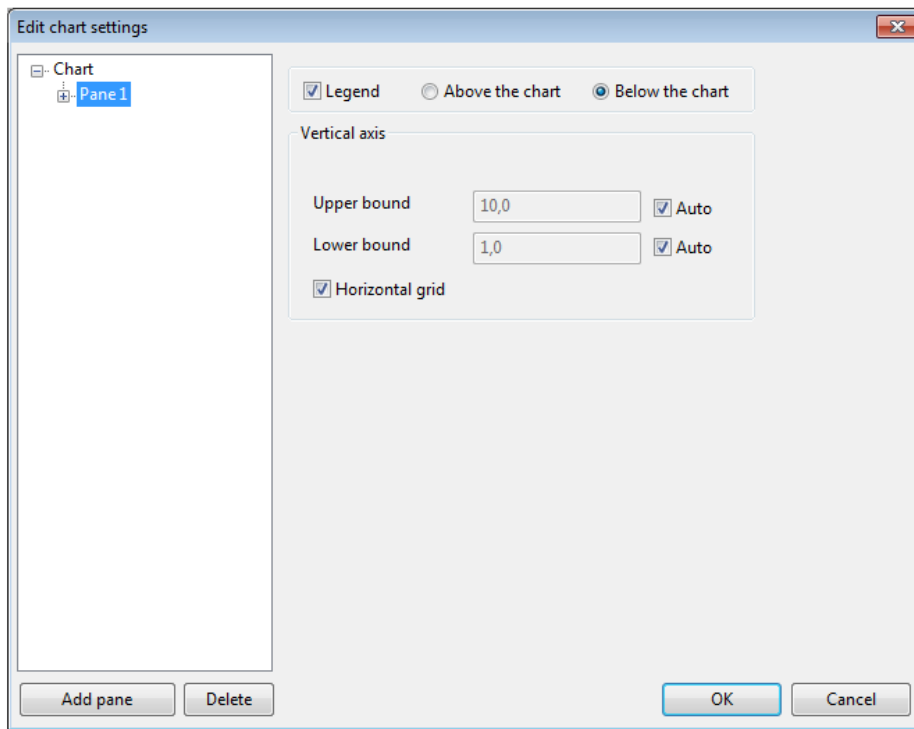 Edit chart settings
Chart
Pane 1
Legend Above the chart Below the chart
Vertical axis
Upper bound 10,0 Auto
Lower bound 1,0 Auto
Horizontal grid
Add pane Delete OK Cancel